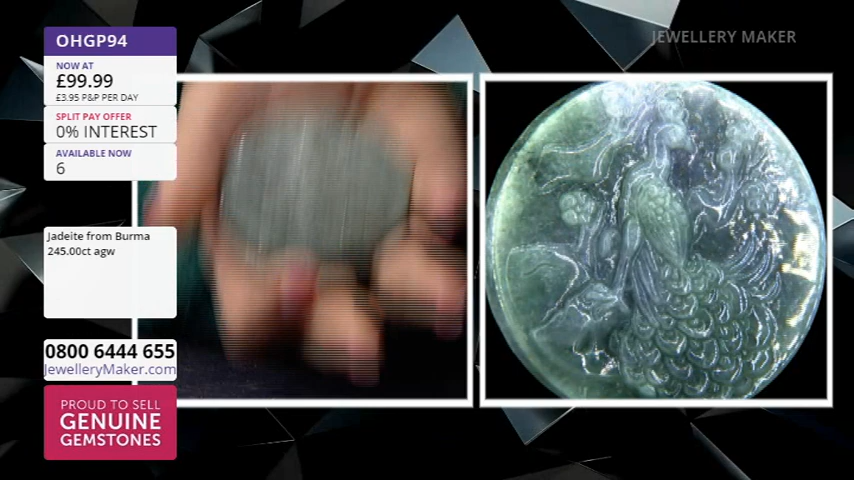 OHGP94
NOW AT
£99.99
£3.95 P&P PER DAY
SPLIT PAY OFFER
0% INTEREST
AVAILABLE NOW
6
Jadeite from Burma
245.00ct agw
0800 6444 655
JewelleryMaker.com
PROUD TO SELL
GENUINE
GEMSTONES
JEWELLERY MAKER